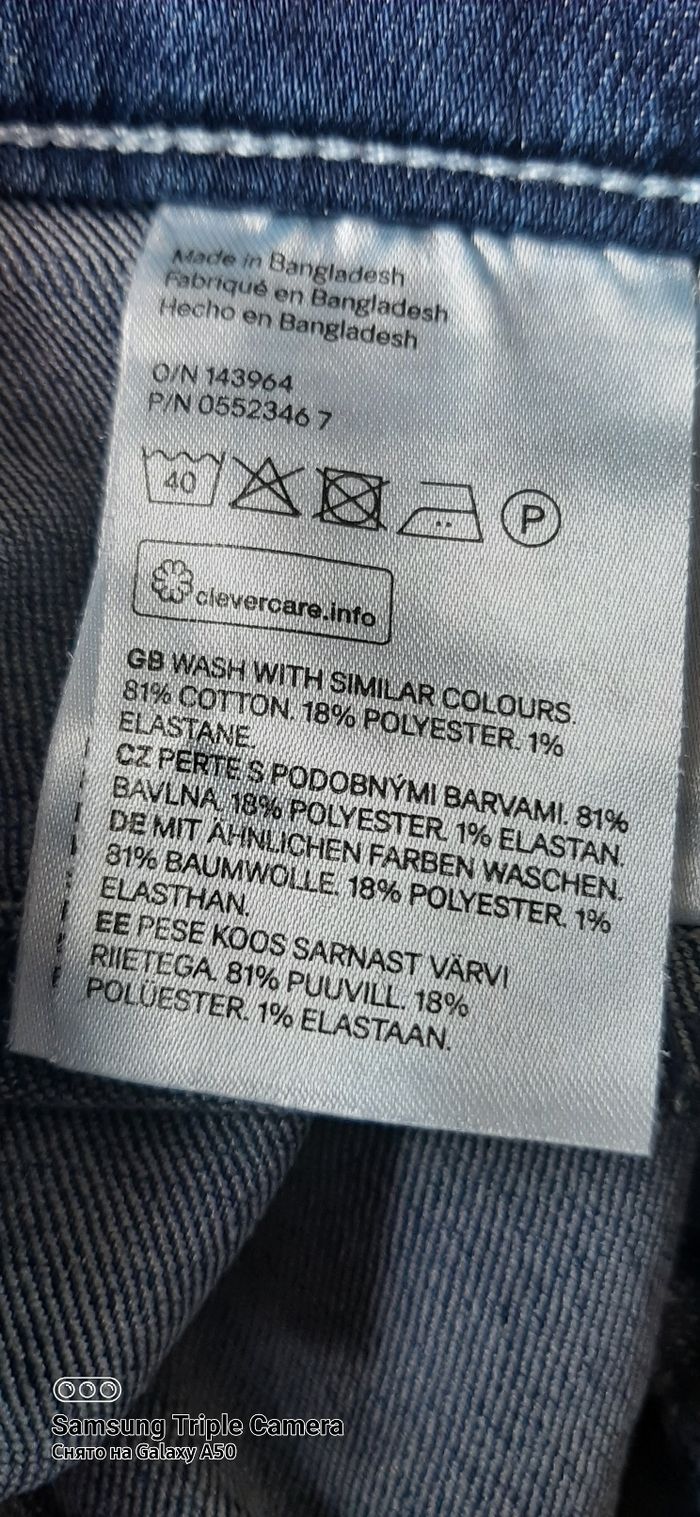 Made in Bangladesh
Fabriqué en Bangladesh
Hecho en Bangladesh
O/N 143964
P/N 0552346 7
40
P
clevercare.info
GB WASH WITH SIMILAR COLOURS.
81% COTTON. 18% POLYESTER. 1%
ELASTANE.
CZ PERTE S PODOBNÝMI BARVAMI. 81%
BAVLNA. 18% POLYESTER. 1% ELASTAN.
DE MIT ÄHNLICHEN FARBEN WASCHEN.
81% BAUMWOLLE. 18% POLYESTER. 1%
ELASTHAN.
EE PESE KOOS SARNAST VÄRVI
RIIETEGA. 81% PUUVILL. 18%
POLÜESTER. 1% ELASTAAN.
Samsung Triple Camera
Снято на Galaxy A50